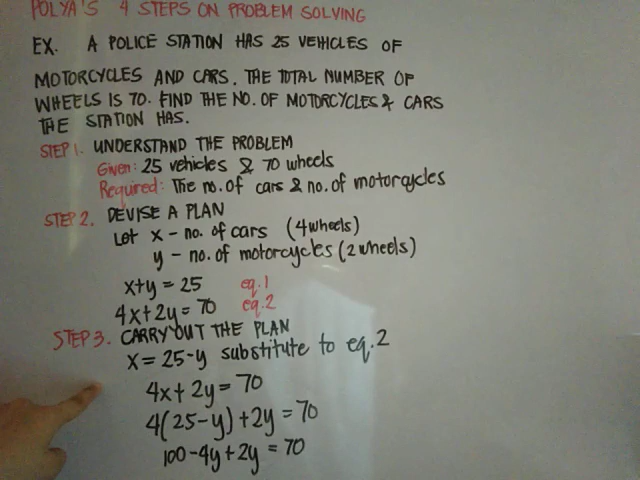 POLYA'S 4 STEPS ON PROBLEM SOLVING
EX. A POLICE STATION HAS 25 VEHICLES OF
MOTORCYCLES AND CARS. THE TOTAL NUMBER OF
WHEELS IS 70. FIND THE NO. OF MOTORCYCLES & CARS
THE STATION HAS.
STEP 1. UNDERSTAND THE PROBLEM
Given: 25 vehicles & 70 wheels
Required: The no. of cars & no. of motorcycles
STEP 2. DEVISE A PLAN
Let x - no. of cars (4 wheels)
y - no. of motorcycles (2 wheels)
x+y = 25 eq.1
4x+2y = 70 eq.2
STEP 3. CARRY OUT THE PLAN
x = 25-y substitute to eq.2
4x + 2y = 70
4(25-y)+2y = 70
100-4y+2y = 70